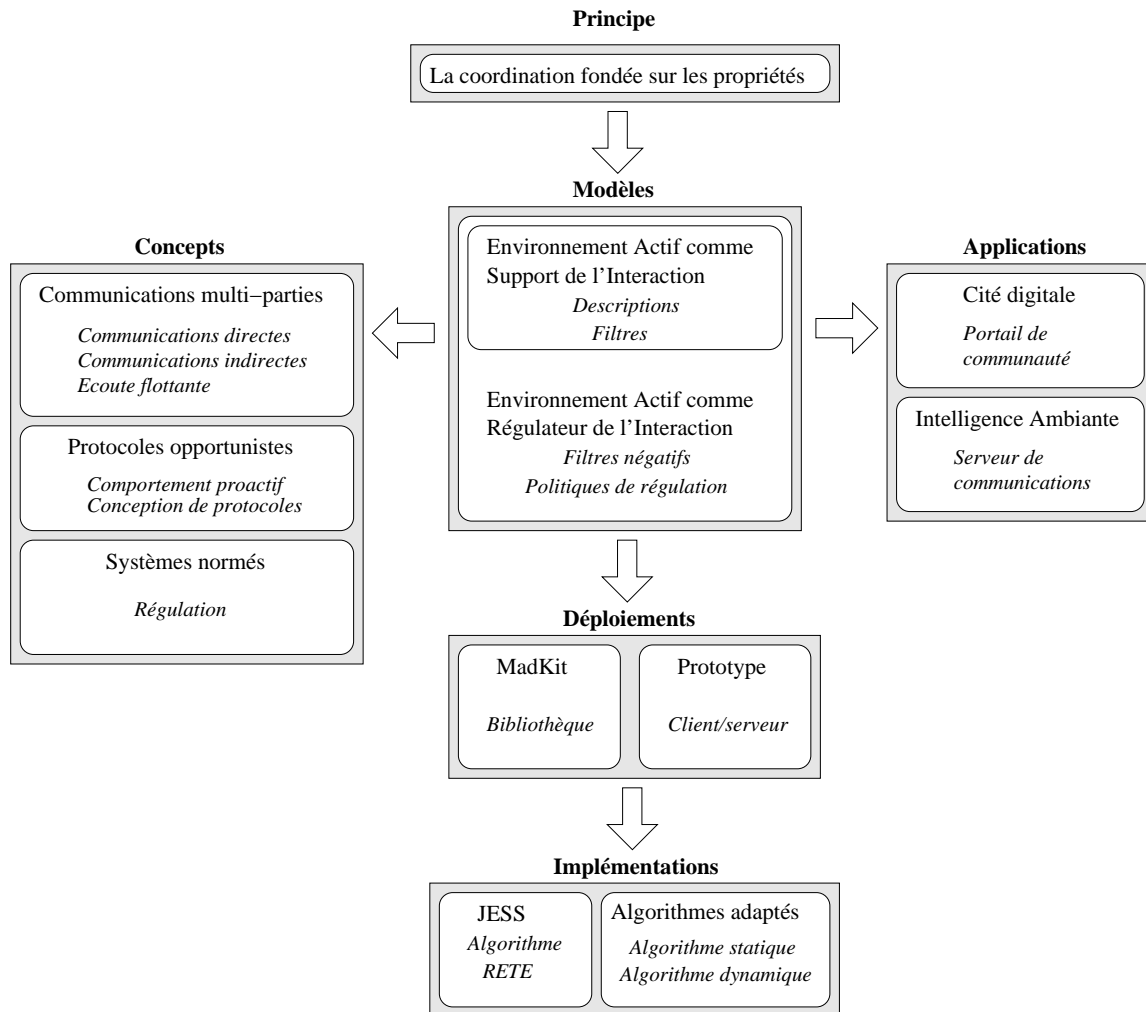 Principe
La coordination fondée sur les propriétés
Modèles
Environnement Actif comme
Support de l'Interaction
Descriptions
Filtres
Environnement Actif comme
Régulateur de l'Interaction
Filtres négatifs
Politiques de régulation
Concepts
Communications multi−parties
Communications directes
Communications indirectes
Ecoute flottante
Protocoles opportunistes
Comportement proactif
Conception de protocoles
Systèmes normés
Régulation
Applications
Cité digitale
Portail de
communauté
Intelligence Ambiante
Serveur de
communications
Déploiements
MadKit
Bibliothèque
Prototype
Client/serveur
Implémentations
JESS
Algorithme
RETE
Algorithmes adaptés
Algorithme statique
Algorithme dynamique